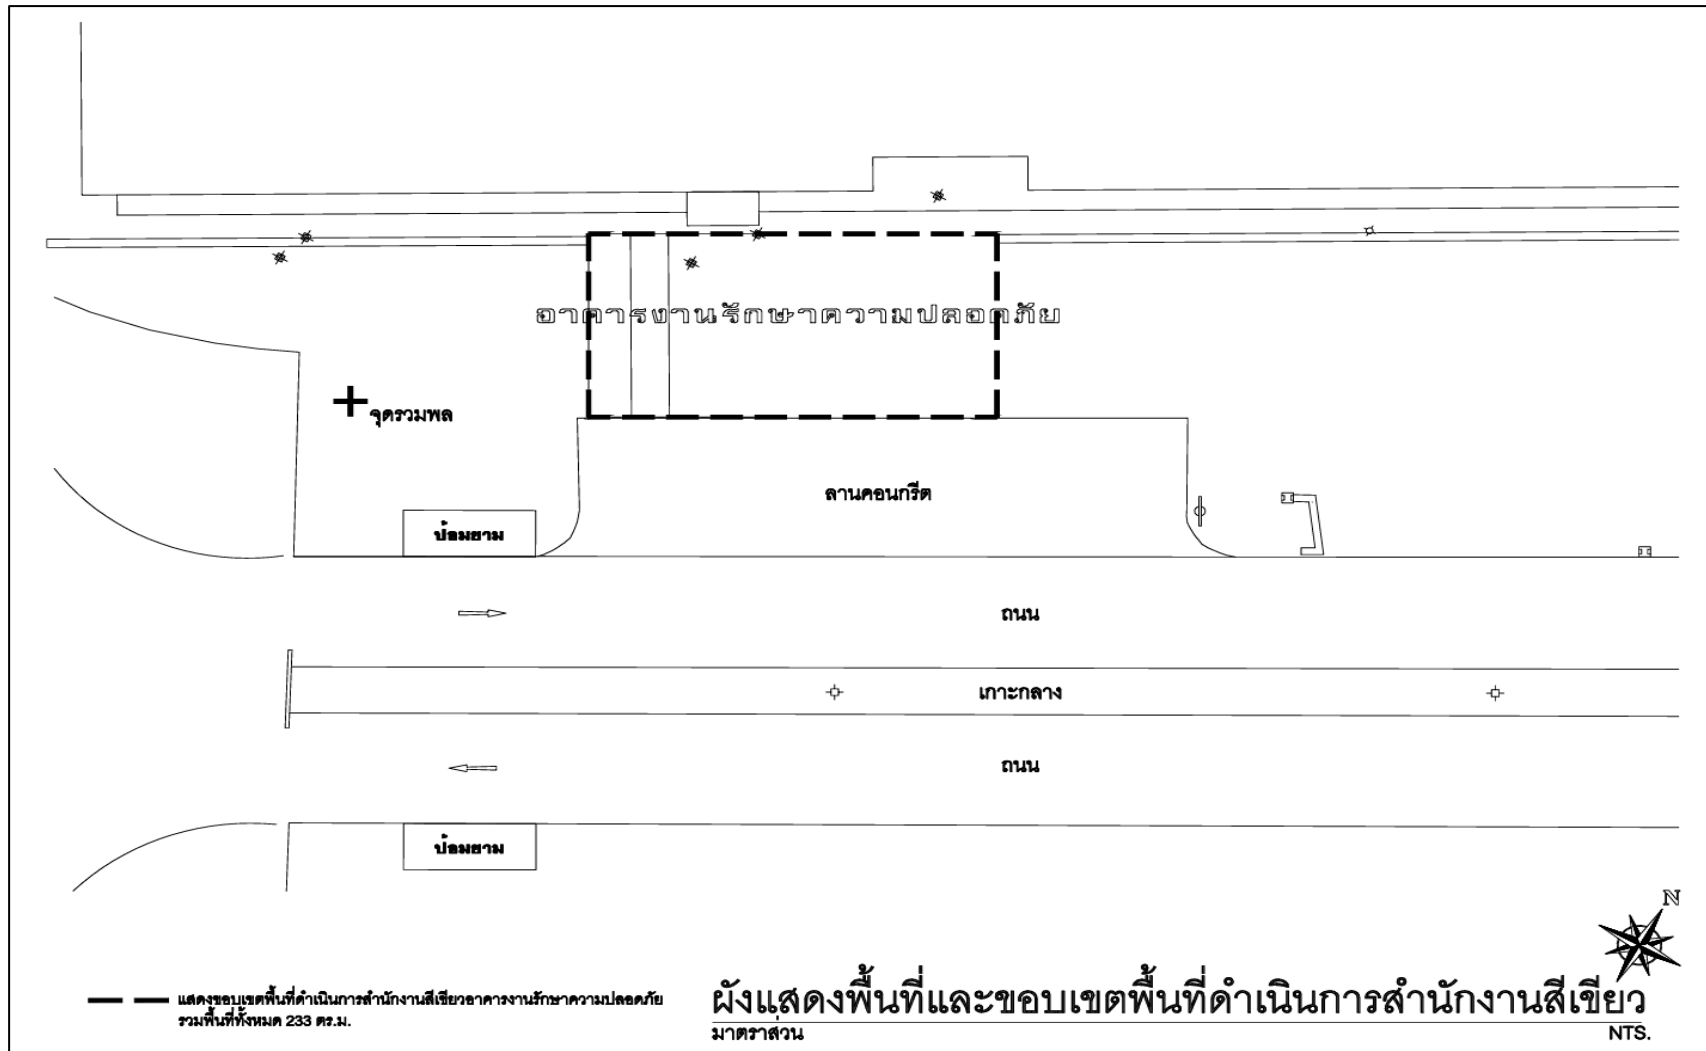 อาคารงานรักษาความปลอดภัย
จุดรวมพล
ลานคอนกรีต
ป้อมยาม
ถนน
เกาะกลาง
ถนน
ป้อมยาม
N
แสดงขอบเขตพื้นที่ดำเนินการสำนักงานสีเขียวอาคารงานรักษาความปลอดภัย
รวมพื้นที่ทั้งหมด 233 ตร.ม.
ผังแสดงพื้นที่และขอบเขตพื้นที่ดำเนินการสำนักงานสีเขียว
มาตราส่วน NTS.